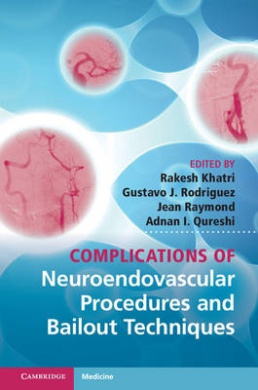 EDITED BY
Rakesh Khatri
Gustavo J. Rodriguez
Jean Raymond
Adnan I. Qureshi
COMPLICATIONS OF
Neuroendovascular
Procedures and
Bailout Techniques
CAMBRIDGE
Medicine